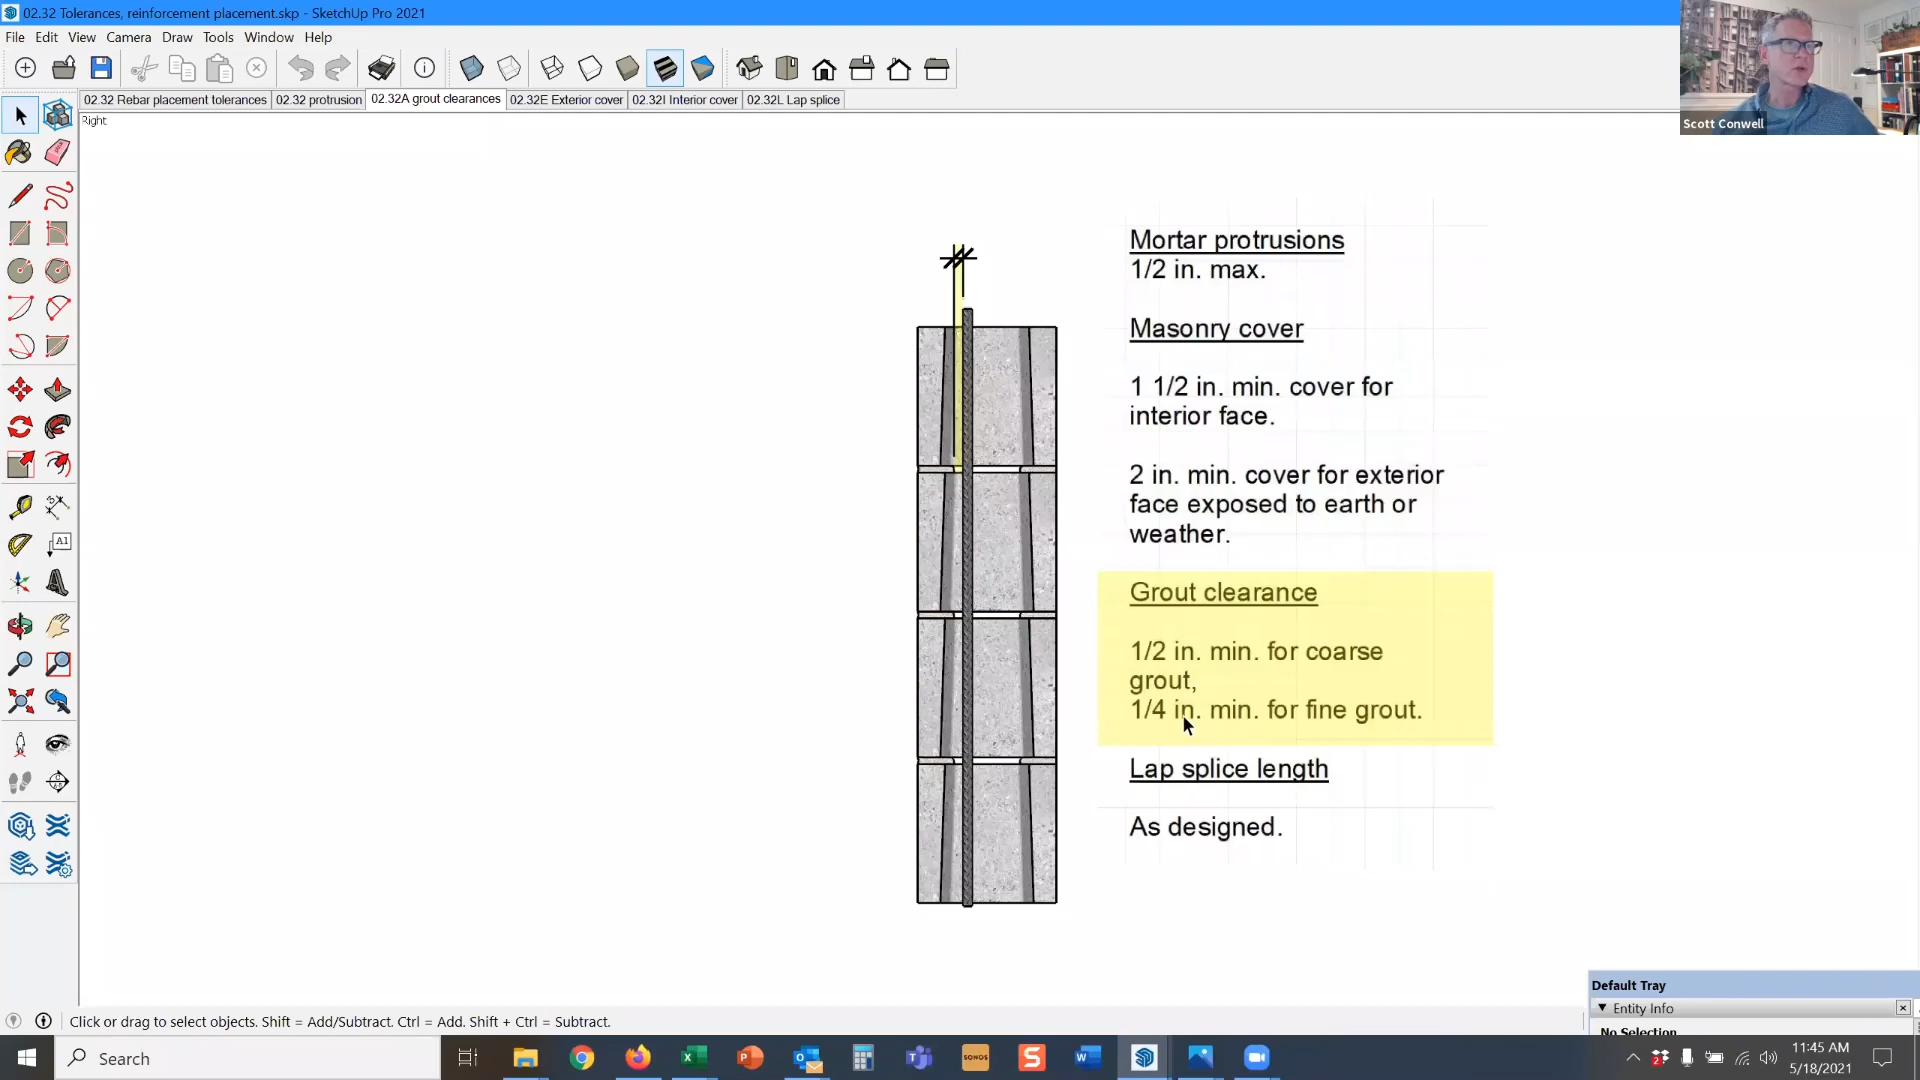 02.32 Tolerances, reinforcement placement.skp - SketchUp Pro 2021
File Edit View Camera Draw Tools Window Help
02.32 Rebar placement tolerances 02.32 protrusion 02.32A grout clearances 02.32E Exterior cover 02.32I Interior cover 02.32L Lap splice
Right
Scott Conwell
Mortar protrusions
1/2 in. max.
Masonry cover
1 1/2 in. min. cover for
interior face.
2 in. min. cover for exterior
face exposed to earth or
weather.
Grout clearance
1/2 in. min. for coarse
grout,
1/4 in. min. for fine grout.
Lap splice length
As designed.
A1
Default Tray
Entity Info
No Selection
Click or drag to select objects. Shift = Add/Subtract. Ctrl = Add. Shift + Ctrl = Subtract.
Search
SONOS
11:45 AM
5/18/2021